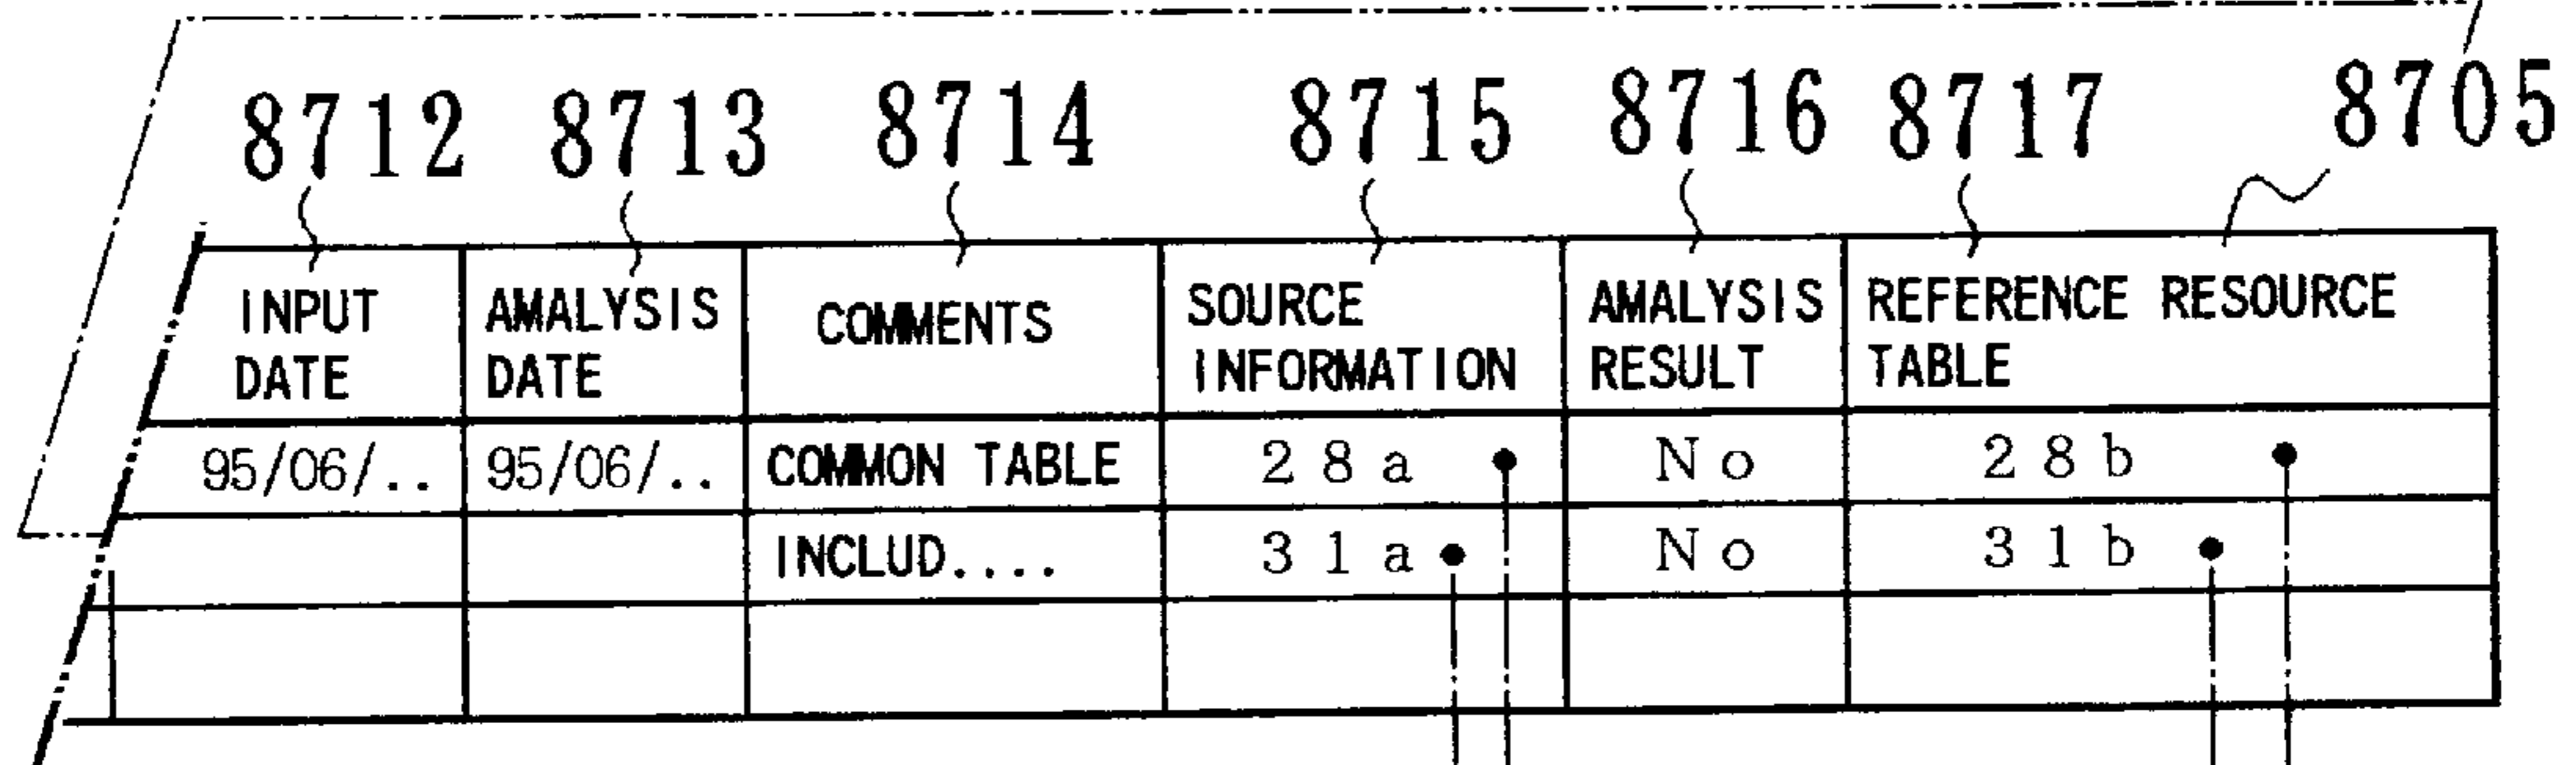 8712 8713 8714 8715 8716 8717 8705
INPUT DATE AMALYSIS DATE COMMENTS SOURCE INFORMATION AMALYSIS RESULT REFERENCE RESOURCE TABLE
95/06/.. 95/06/.. COMMON TABLE 28a No 28b
INCLUD.... 31a No 31b